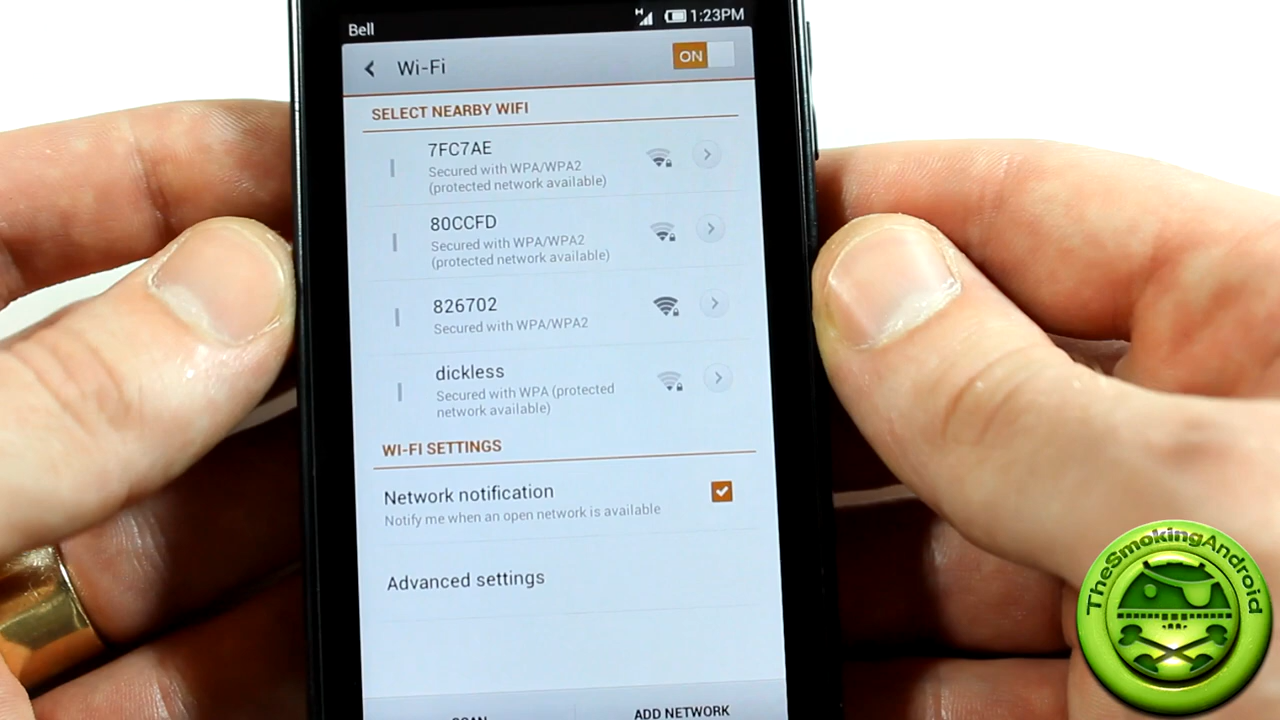 Bell
H 1:23PM
Wi-Fi
ON
SELECT NEARBY WIFI
7FC7AE
Secured with WPA/WPA2
(protected network available)
80CCFD
Secured with WPA/WPA2
(protected network available)
826702
Secured with WPA/WPA2
dickless
Secured with WPA (protected
network available)
WI-FI SETTINGS
Network notification
Notify me when an open network is available
Advanced settings
SCAN
ADD NETWORK
TheSmokingAndroid